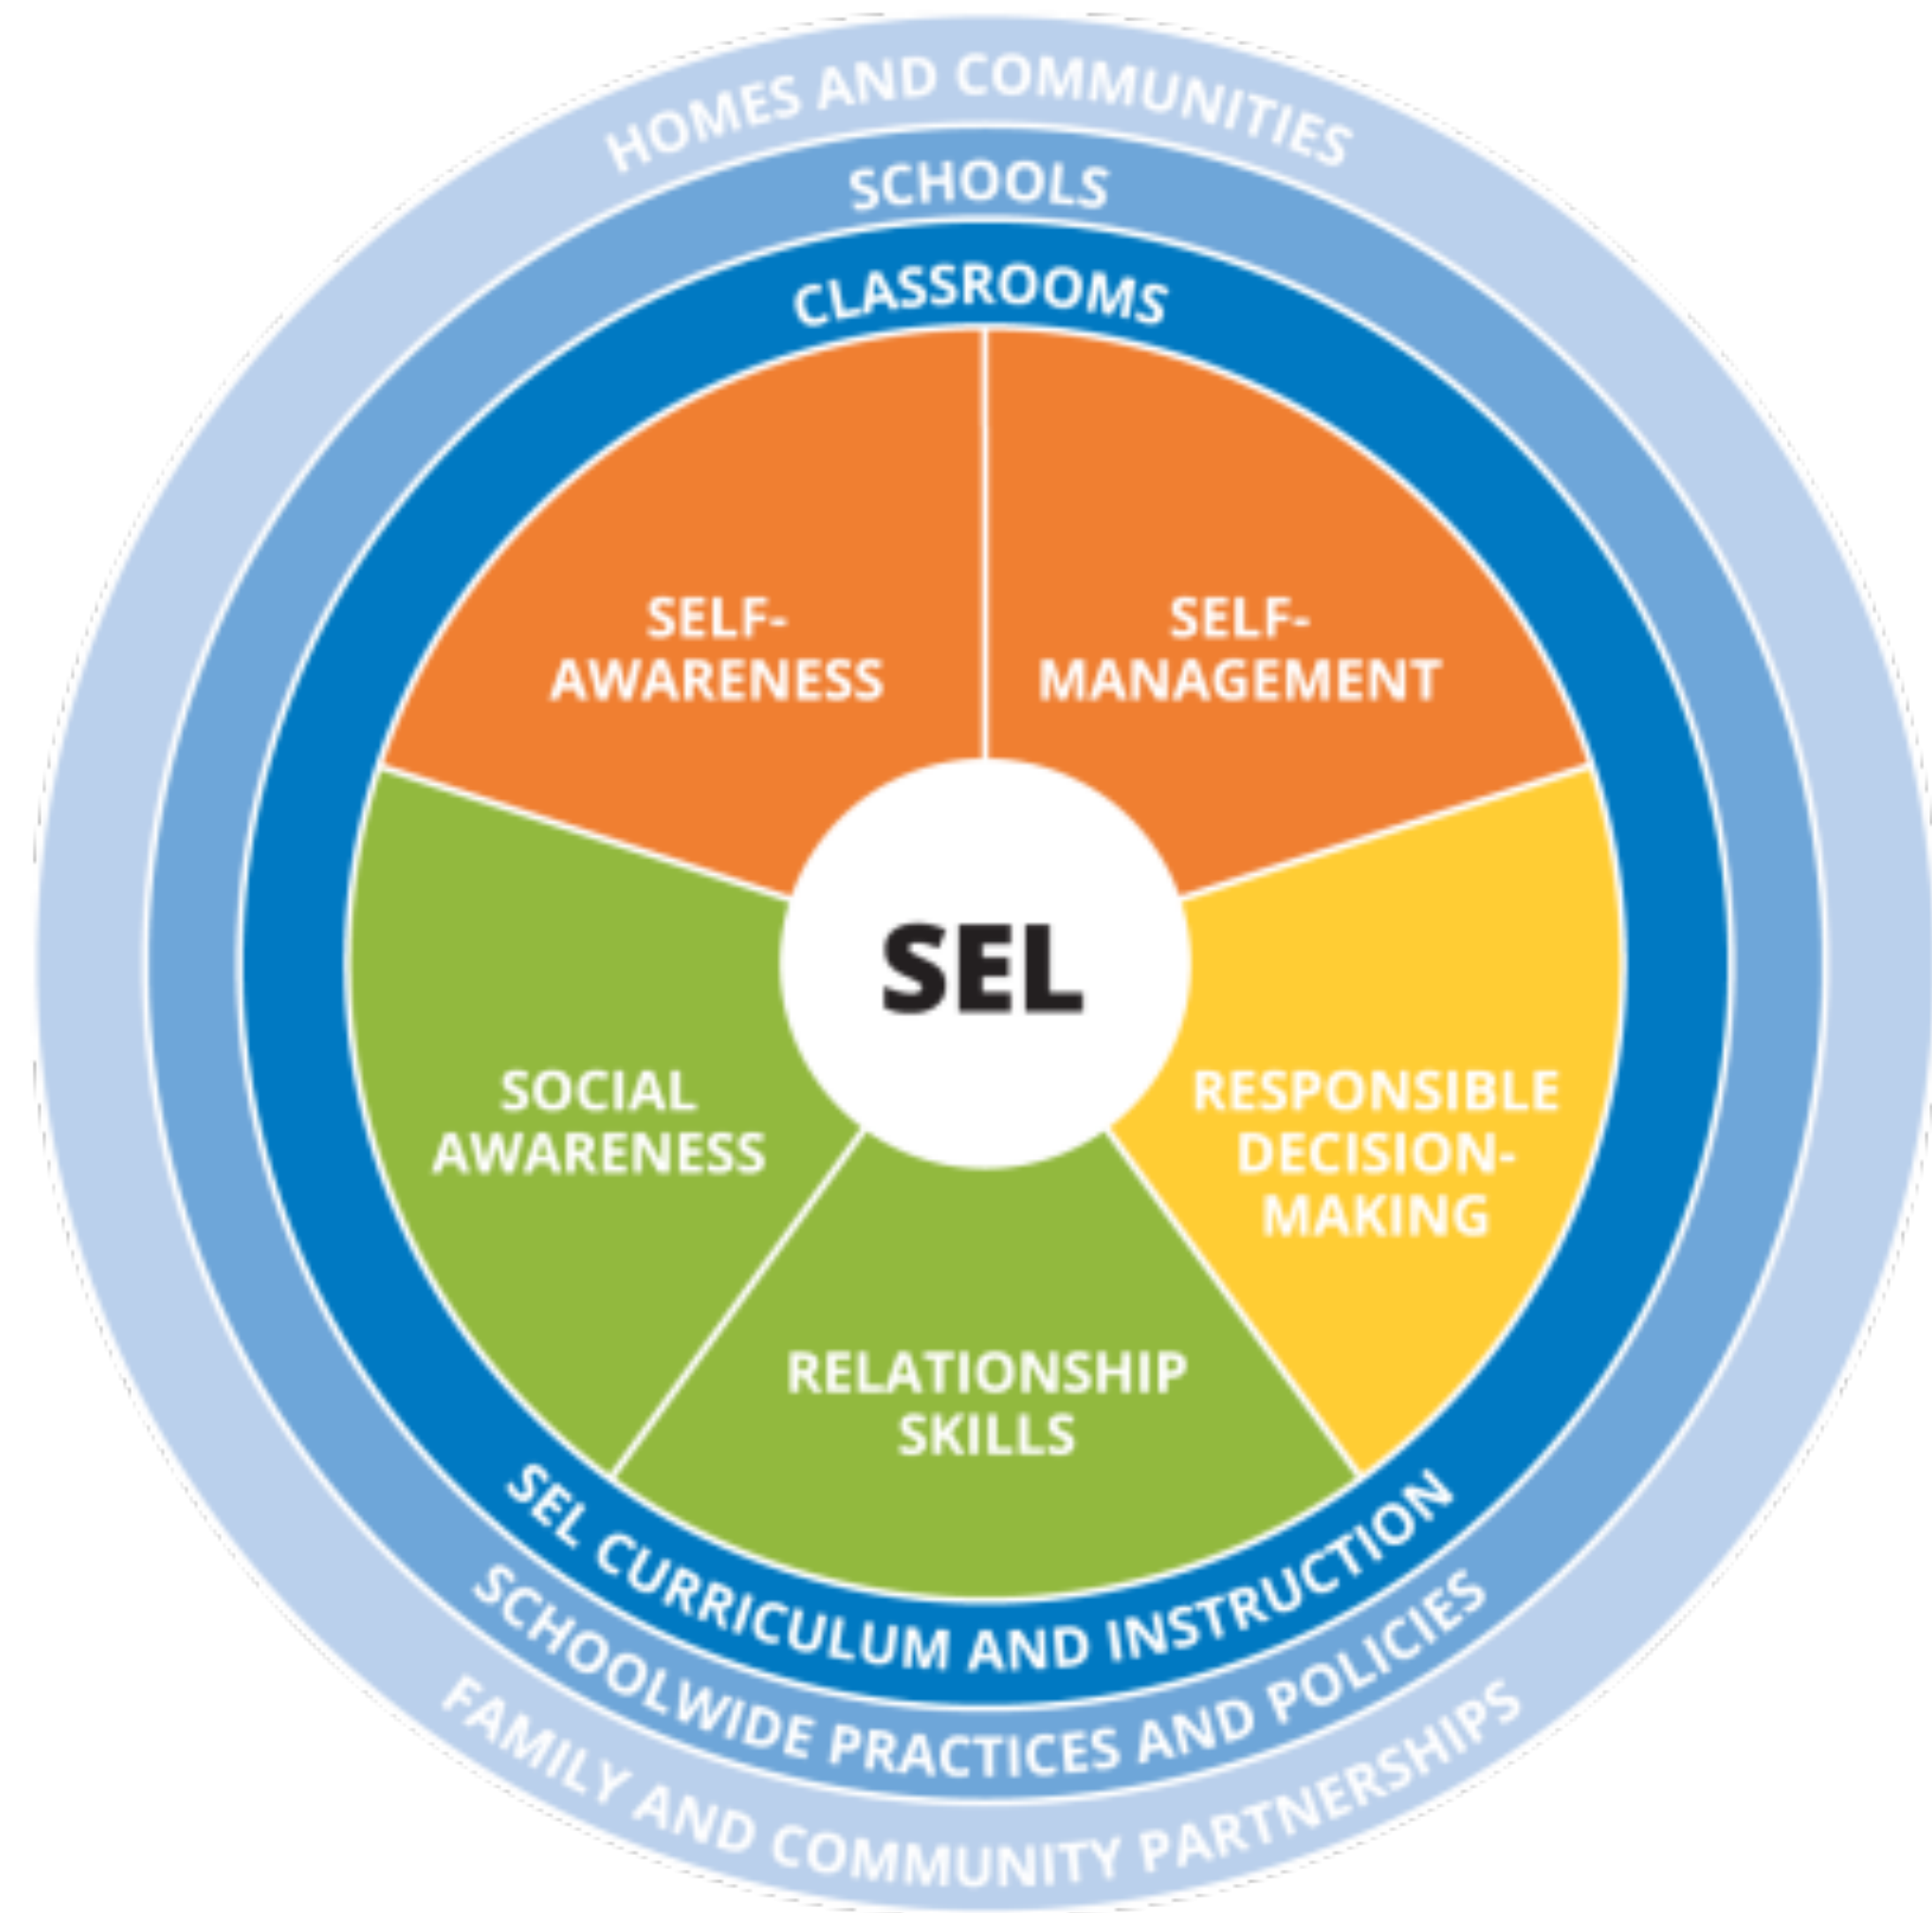 HOMES AND COMMUNITIES
SCHOOLS
CLASSROOMS
SELF-
AWARENESS
SELF-
MANAGEMENT
SEL
SOCIAL
AWARENESS
RESPONSIBLE
DECISION-
MAKING
RELATIONSHIP
SKILLS
SEL CURRICULUM AND INSTRUCTION
SCHOOLWIDE PRACTICES AND POLICIES
FAMILY AND COMMUNITY PARTNERSHIPS